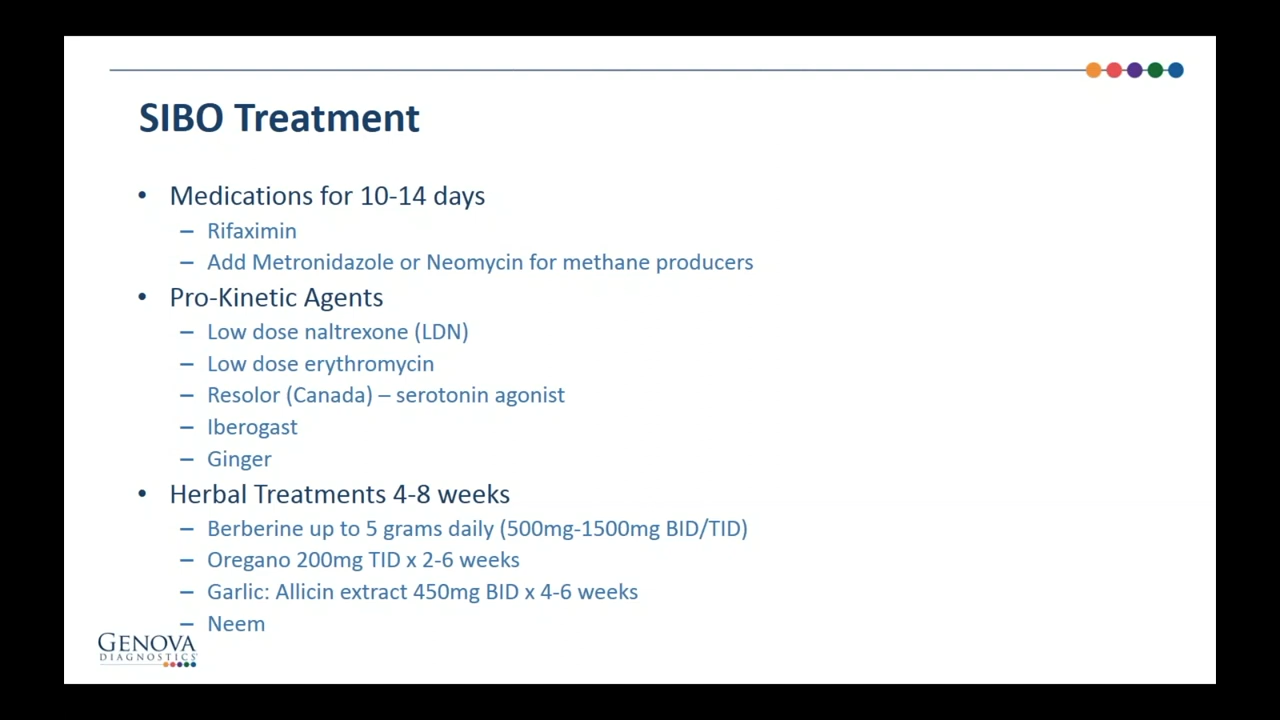 SIBO Treatment
• Medications for 10-14 days
– Rifaximin
– Add Metronidazole or Neomycin for methane producers
• Pro-Kinetic Agents
– Low dose naltrexone (LDN)
– Low dose erythromycin
– Resolor (Canada) – serotonin agonist
– Iberogast
– Ginger
• Herbal Treatments 4-8 weeks
– Berberine up to 5 grams daily (500mg-1500mg BID/TID)
– Oregano 200mg TID x 2-6 weeks
– Garlic: Allicin extract 450mg BID x 4-6 weeks
– Neem
GENOVA
DIAGNOSTICS